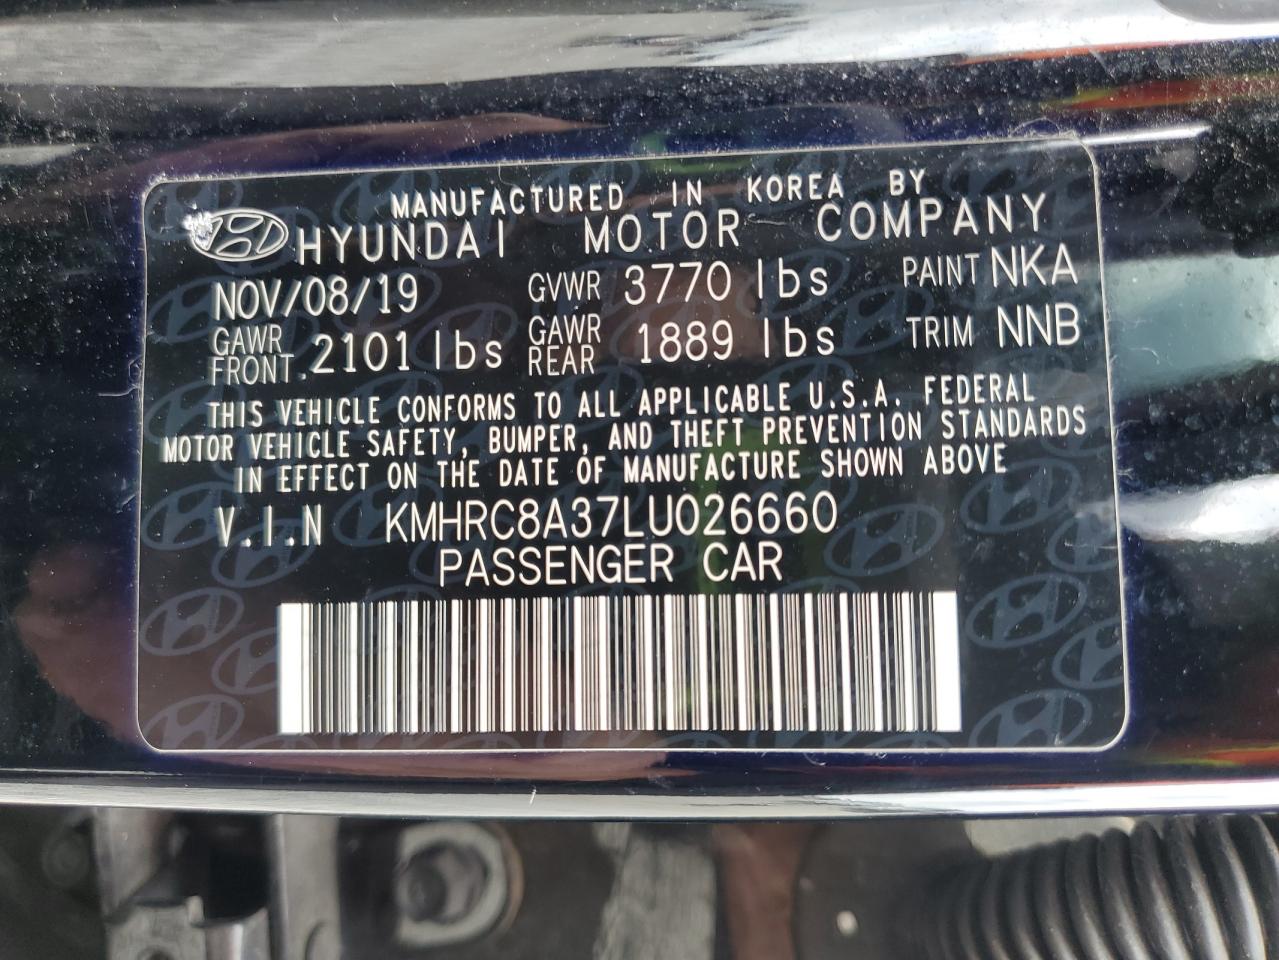 MANUFACTURED IN KOREA BY
HYUNDAI MOTOR COMPANY
NOV/08/19 GVWR 3770 lbs PAINT NKA
GAWR FRONT. 2101 lbs GAWR REAR 1889 lbs TRIM NNB
THIS VEHICLE CONFORMS TO ALL APPLICABLE U.S.A. FEDERAL
MOTOR VEHICLE SAFETY, BUMPER, AND THEFT PREVENTION STANDARDS
IN EFFECT ON THE DATE OF MANUFACTURE SHOWN ABOVE
V.I.N KMHRC8A37LU026660
PASSENGER CAR